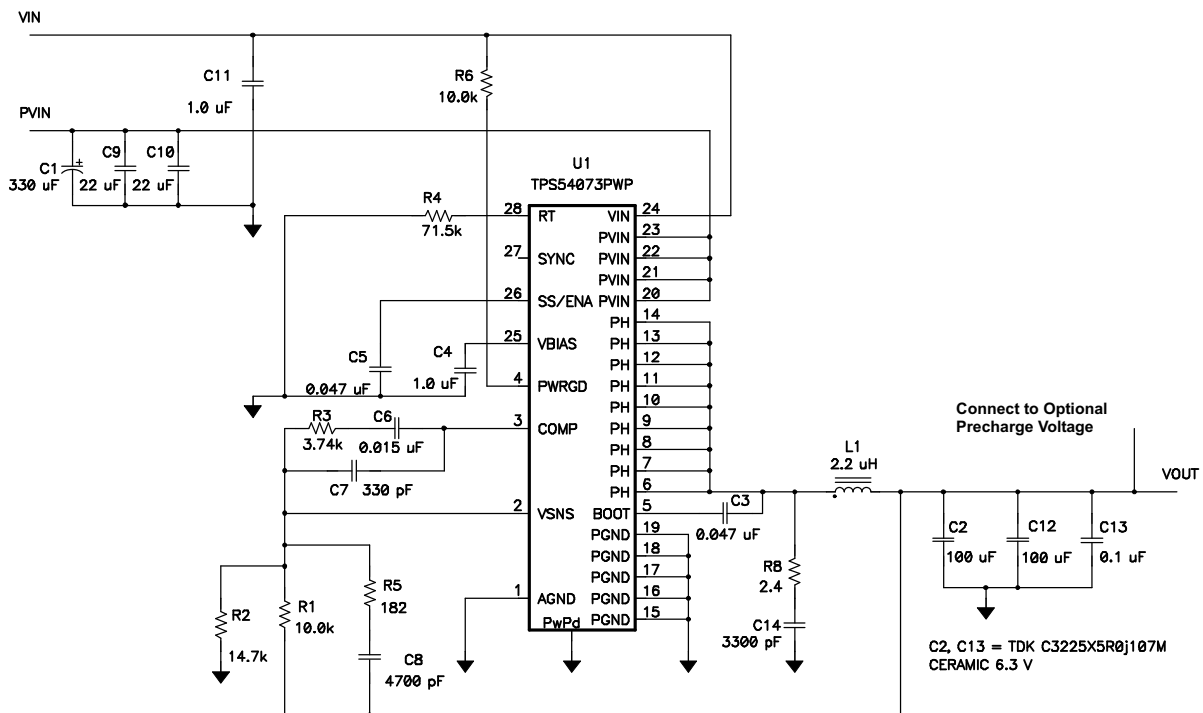 VIN
C11
1.0 uF
R6
10.0k
PVIN
C1
330 uF
+
C9
22 uF
C10
22 uF
U1
TPS54073PWP
R4
71.5k
28 RT
27 SYNC
26 SS/ENA
25 VBIAS
4 PWRGD
3 COMP
2 VSNS
1 AGND
PwPd
VIN 24
PVIN 23
PVIN 22
PVIN 21
PVIN 20
PH 14
PH 13
PH 12
PH 11
PH 10
PH 9
PH 8
PH 7
PH 6
BOOT 5
PGND 19
PGND 18
PGND 17
PGND 16
PGND 15
C5
0.047 uF
C4
1.0 uF
R3
3.74k
C6
0.015 uF
C7
330 pF
R2
14.7k
R1
10.0k
R5
182
C8
4700 pF
C3
0.047 uF
R8
2.4
C14
3300 pF
L1
2.2 uH
Connect to Optional
Precharge Voltage
VOUT
C2
100 uF
C12
100 uF
C13
0.1 uF
C2, C13 = TDK C3225X5R0j107M
CERAMIC 6.3 V